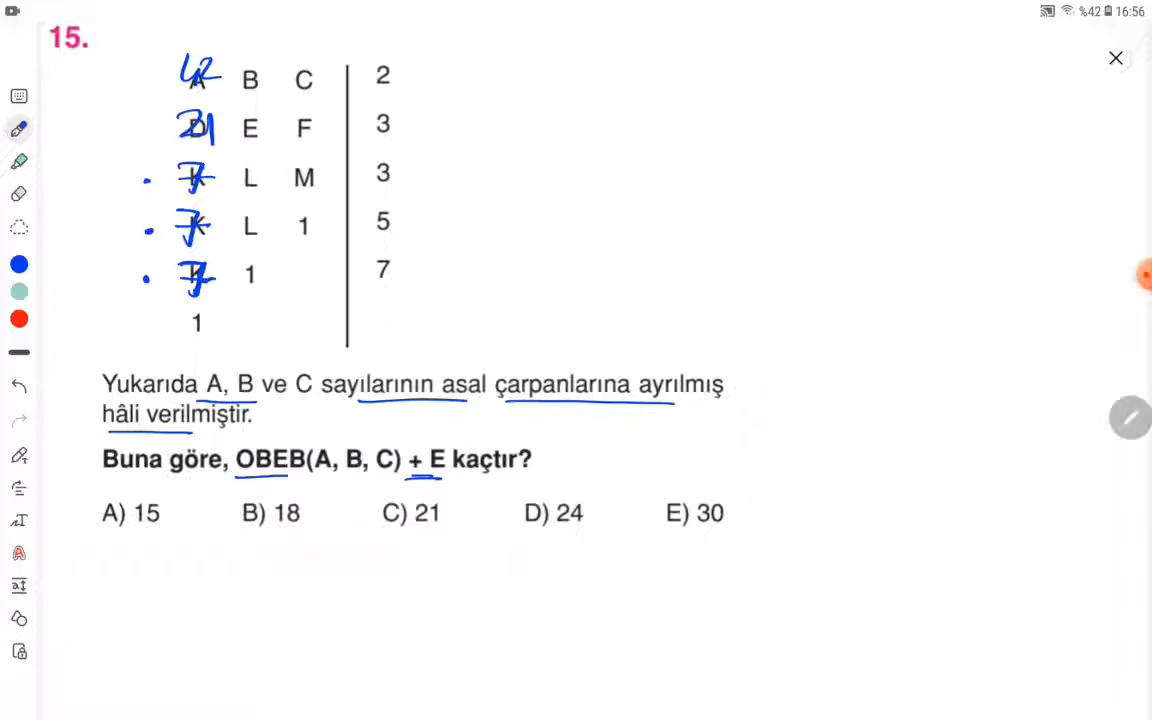 %42 16:56
15.
42
A B C 2
21
D E F 3
7
K L M 3
7
K L 1 5
7
K 1 7
1
Yukarıda A, B ve C sayılarının asal çarpanlarına ayrılmış
hâli verilmiştir.
Buna göre, OBEB(A, B, C) + E kaçtır?
A) 15 B) 18 C) 21 D) 24 E) 30